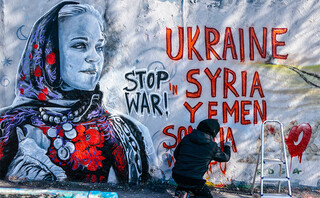 STOP
WAR!
IN
UKRAINE
SYRIA
YEMEN